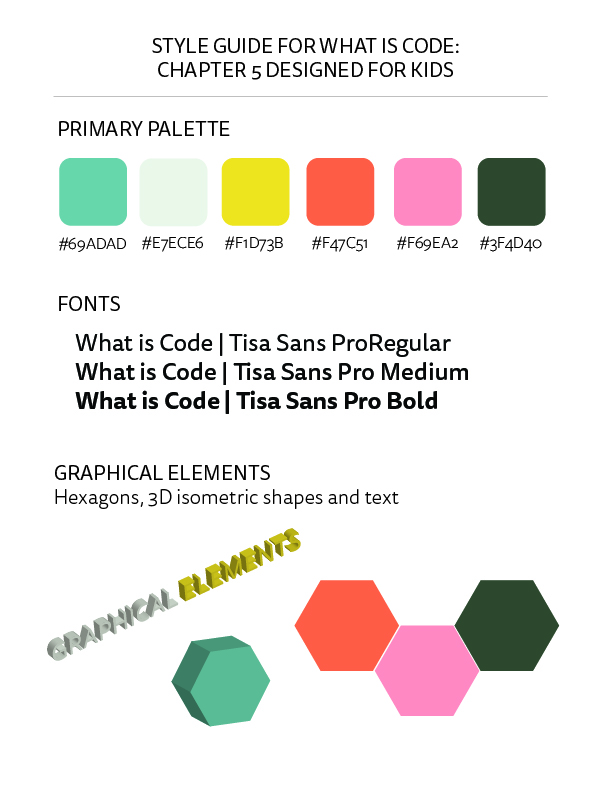 STYLE GUIDE FOR WHAT IS CODE:
CHAPTER 5 DESIGNED FOR KIDS
PRIMARY PALETTE
#69ADAD #E7ECE6 #F1D73B #F47C51 #F69EA2 #3F4D40
FONTS
What is Code | Tisa Sans ProRegular
What is Code | Tisa Sans Pro Medium
What is Code | Tisa Sans Pro Bold
GRAPHICAL ELEMENTS
Hexagons, 3D isometric shapes and text
GRAPHICAL ELEMENTS